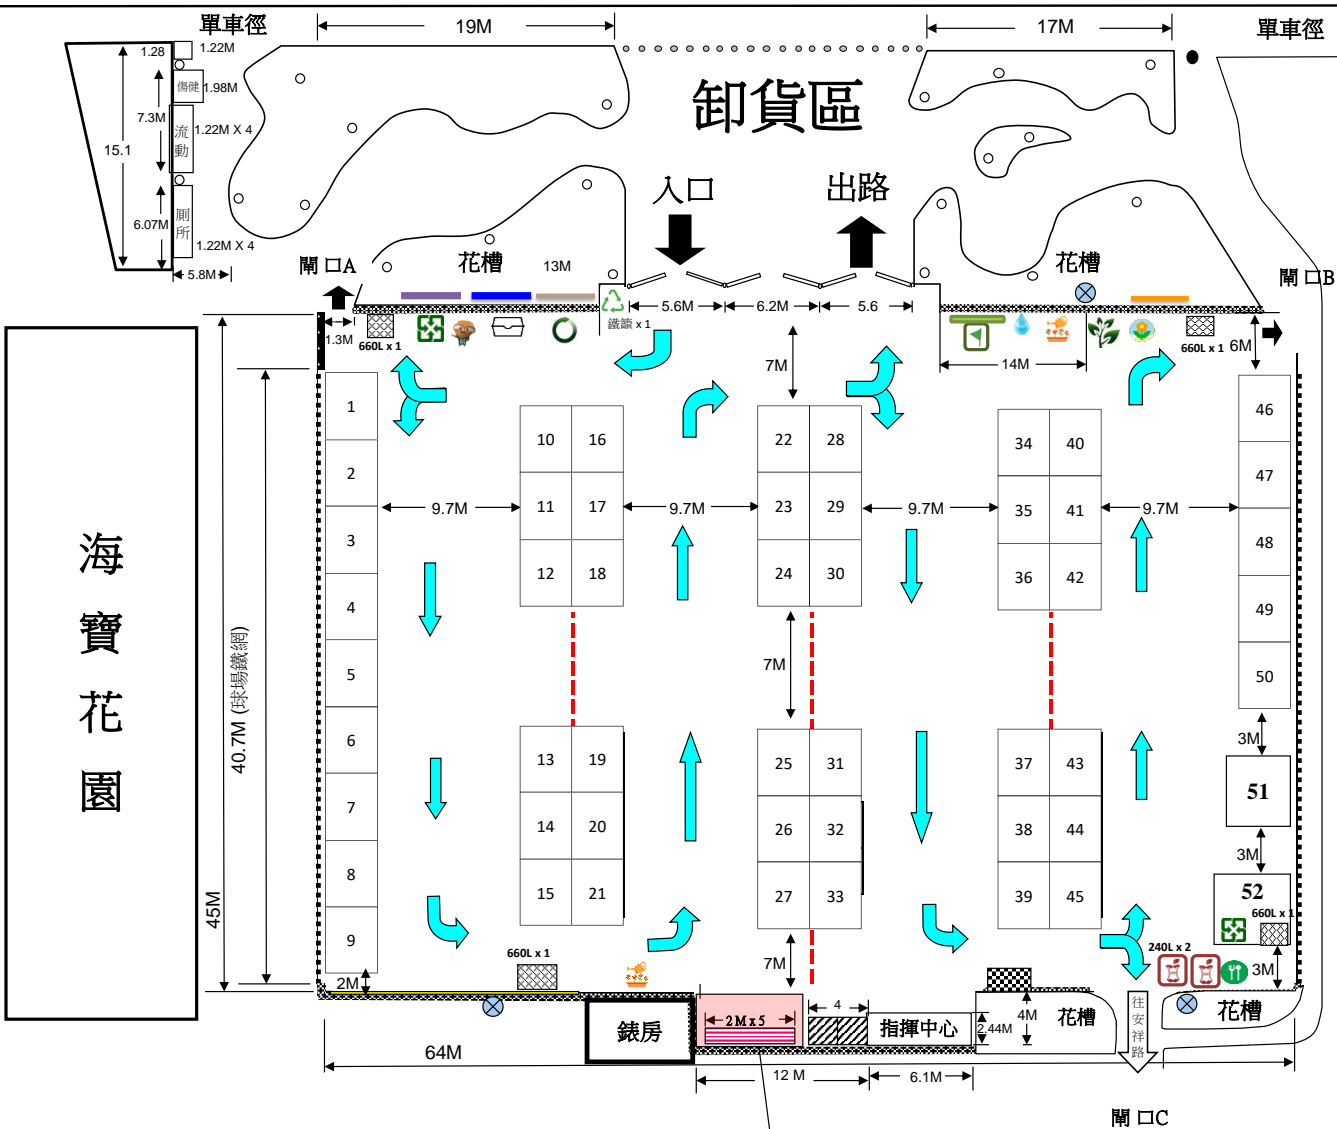 單車徑
19M
17M
單車徑
1.28
1.22M
傷健
1.98M
7.3M
流動
1.22M X 4
15.1
廁所
6.07M
1.22M X 4
5.8M
卸貨區
入口
出路
閘口A
花槽
13M
花槽
閘口B
鐵籠 x 1
5.6M
6.2M
5.6
1.3M
660L x 1
7M
14M
660L x 1
6M
1
2
3
4
5
6
7
8
9
10
16
11
17
12
18
13
19
14
20
15
21
22
28
23
29
24
30
25
31
26
32
27
33
34
40
35
41
36
42
37
43
38
44
39
45
46
47
48
49
50
51
52
9.7M
9.7M
9.7M
9.7M
7M
3M
3M
海寶花園
40.7M (球場鐵網)
45M
2M
660L x 1
7M
660L x 1
240L x 2
3M
錶房
2M x 5
4
指揮中心
2.44M
4M
花槽
往安祥路
花槽
64M
12 M
6.1M
閘口C